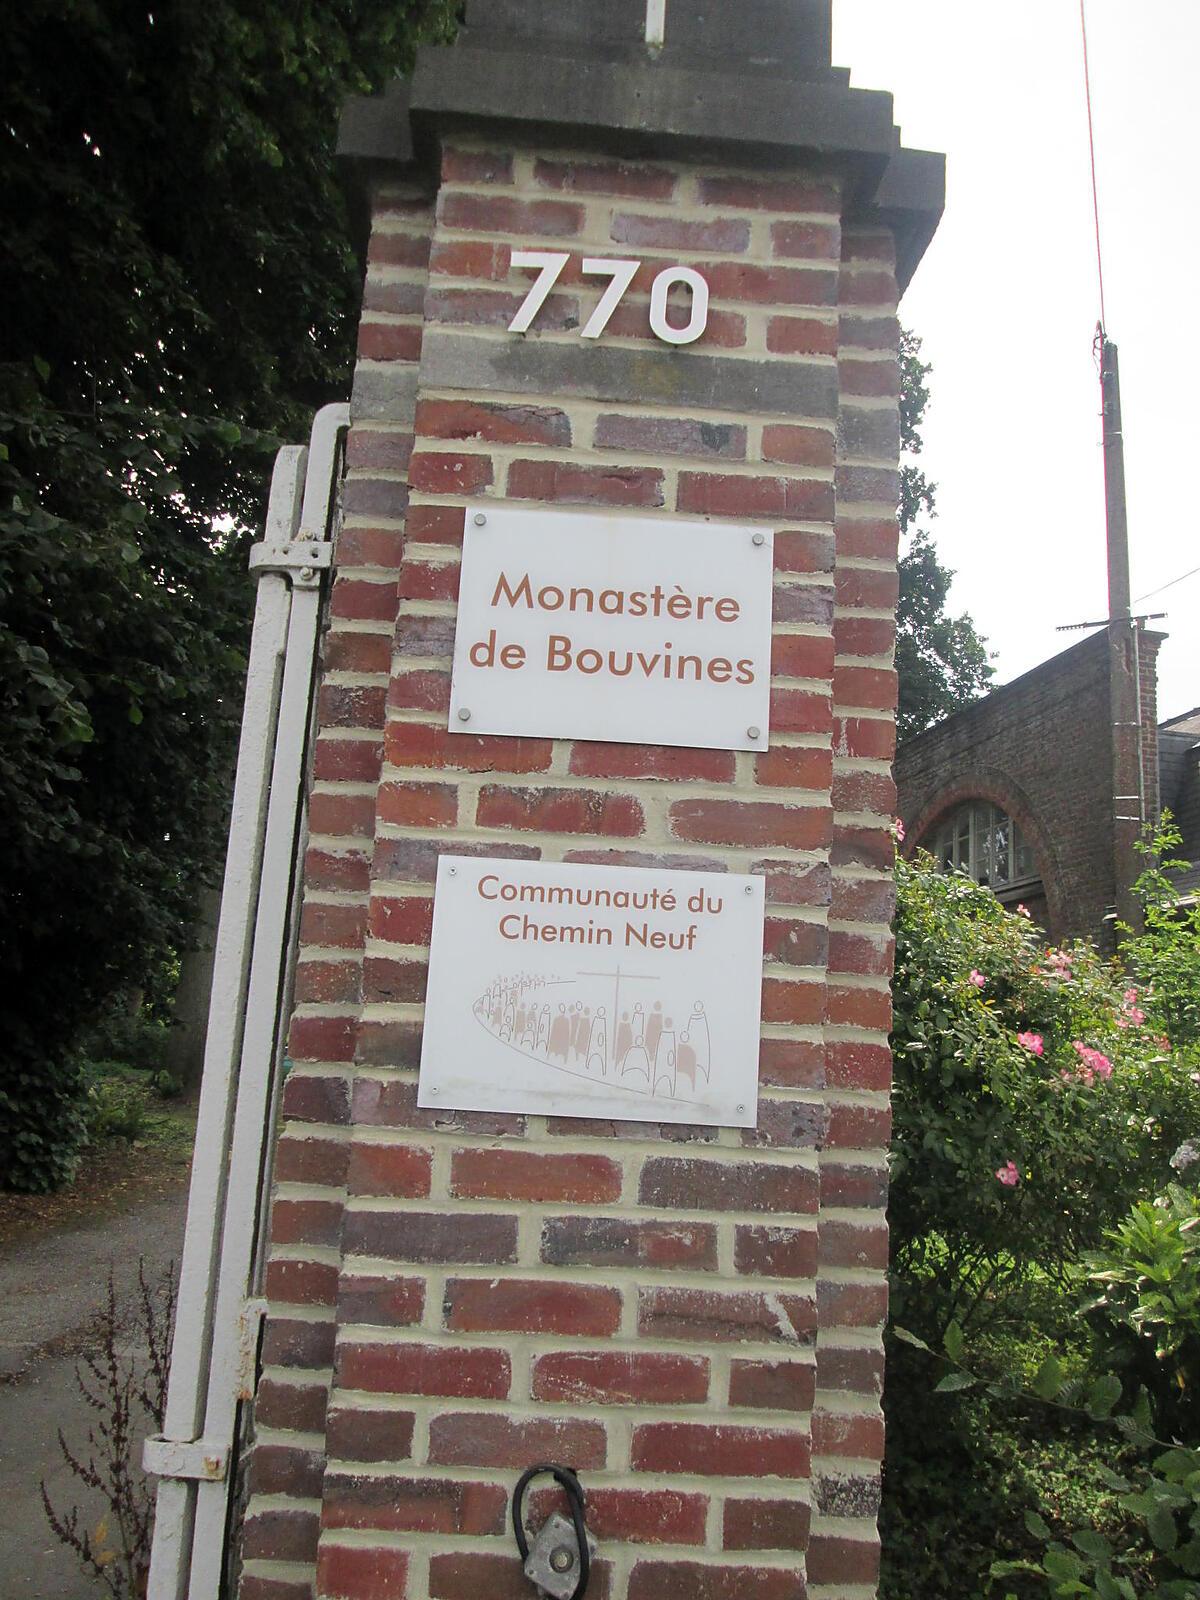 770
Monastère
de Bouvines
Communauté du
Chemin Neuf